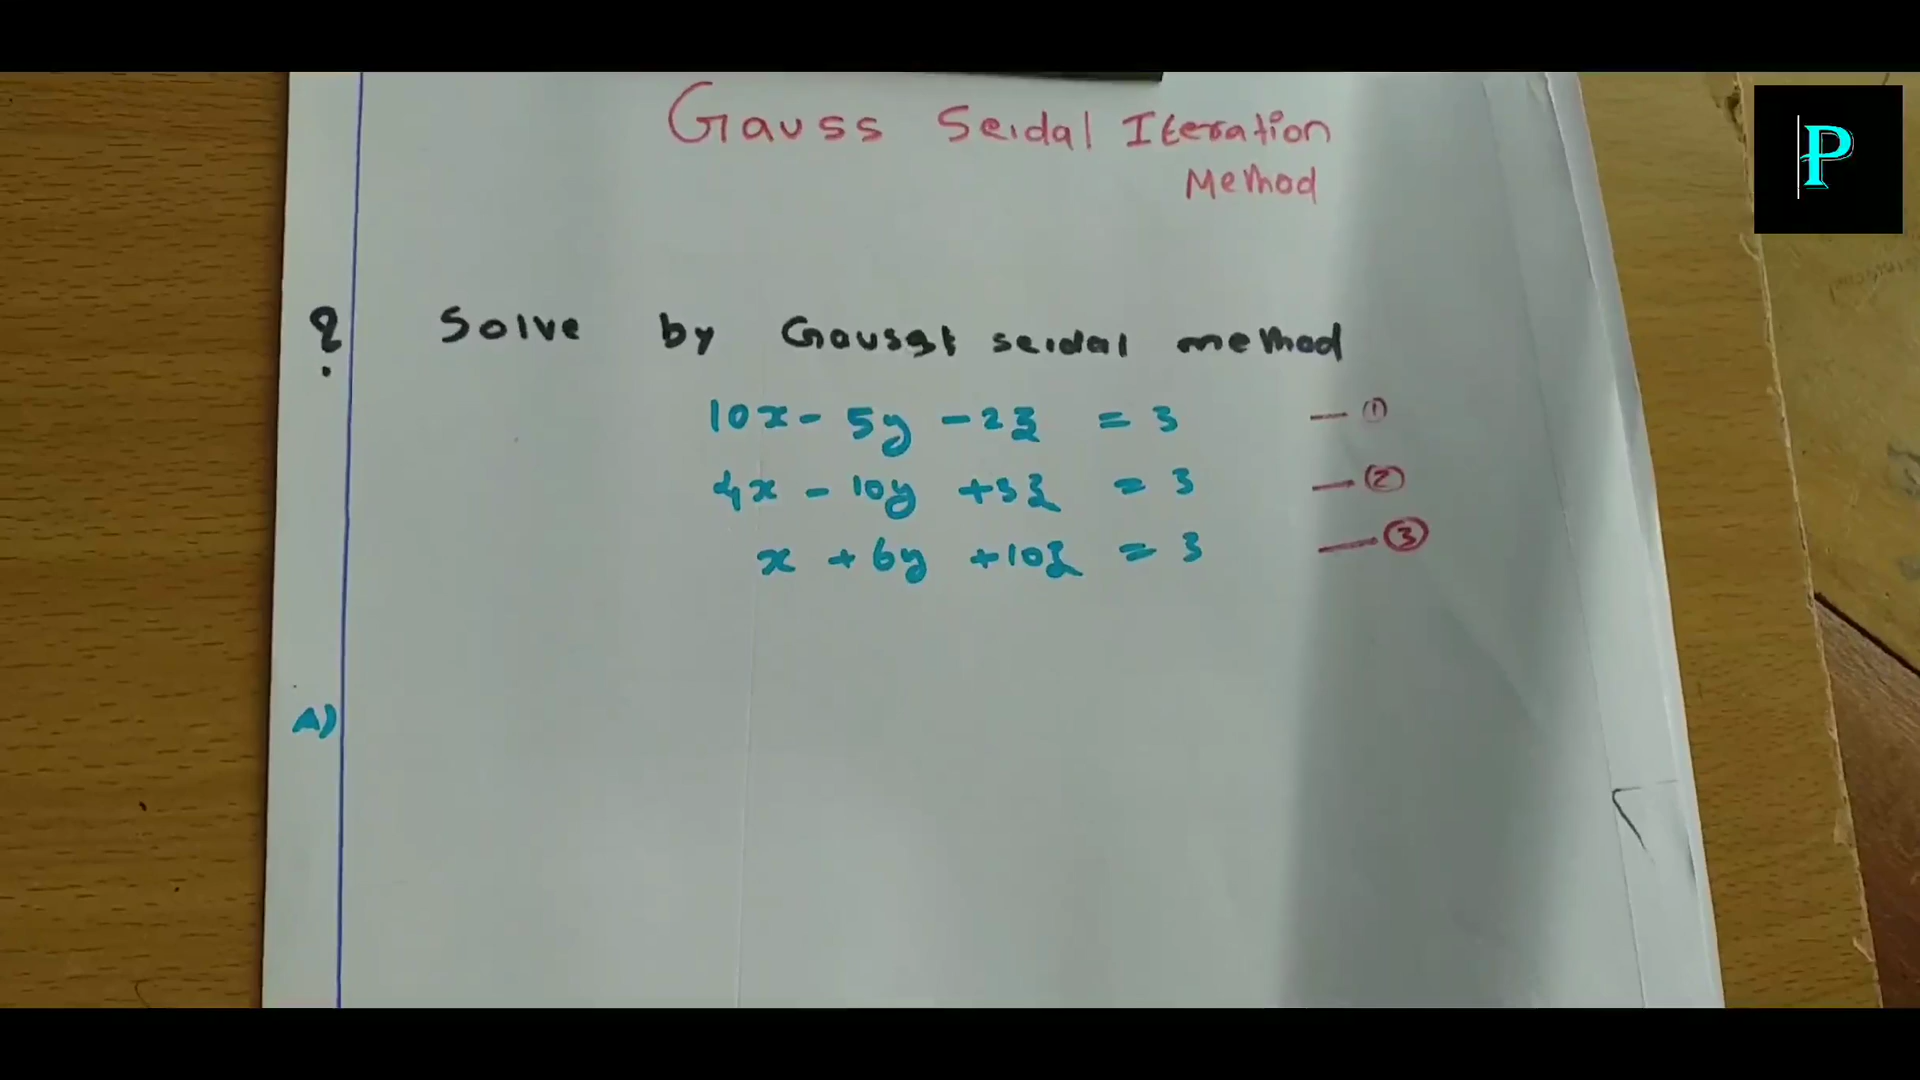 Gauss Seidal Iteration
Method
P
? Solve by Gausst seidal method
10x - 5y - 2z = 3 — ①
4x - 10y + 3z = 3 — ②
x + 6y + 10z = 3 — ③
A)